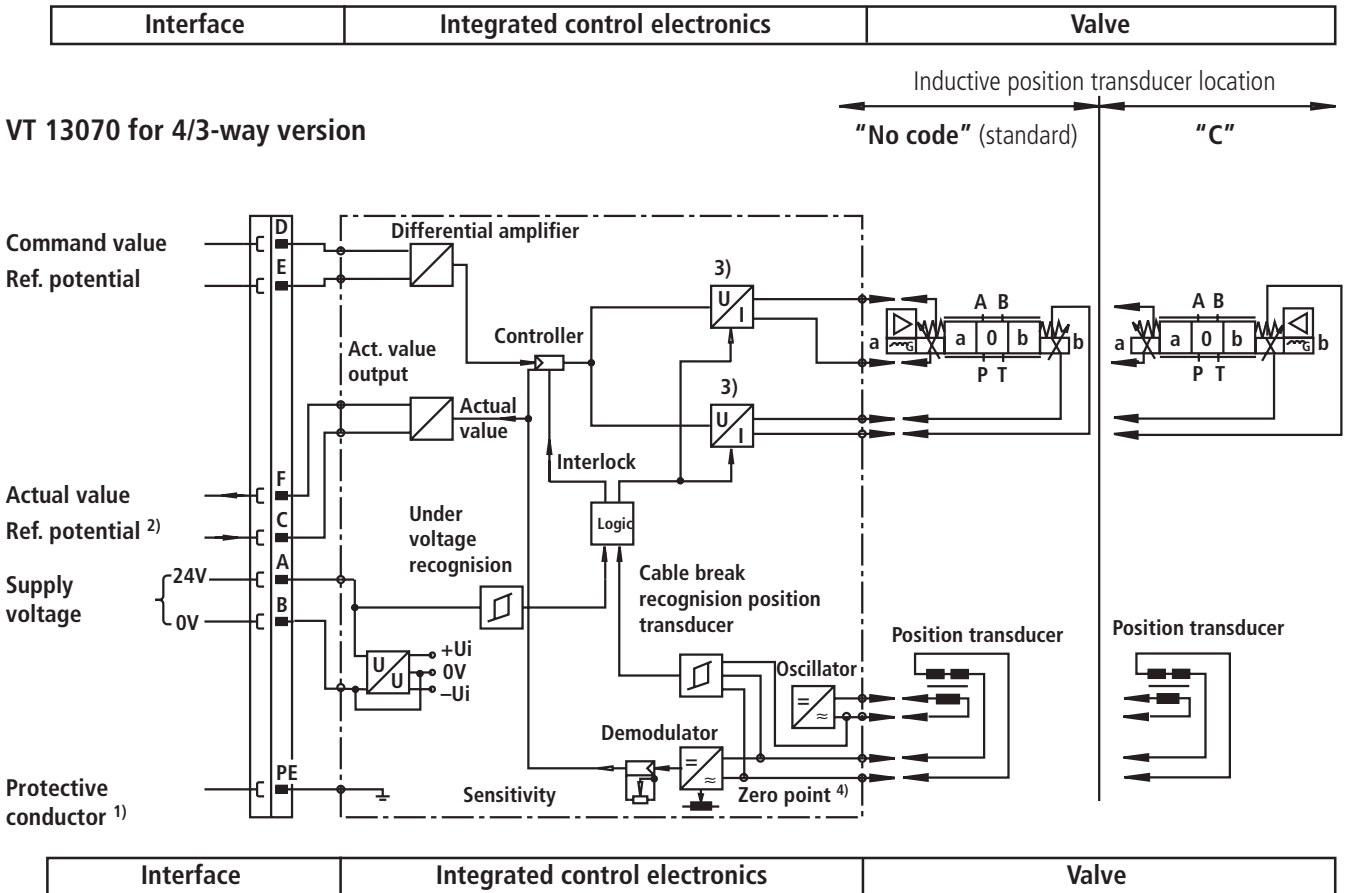 Interface
Integrated control electronics
Valve
Inductive position transducer location
VT 13070 for 4/3-way version
"No code" (standard)
"C"
Command value
Ref. potential
D
E
Differential amplifier
Controller
3)
U
I
A B
a
a 0 b
b
P T
A B
a
a 0 b
b
P T
G
G
Act. value
output
Actual
value
3)
U
I
Interlock
Logic
Actual value
Ref. potential 2)
F
C
Under
voltage
recognision
Supply
voltage
24V
0V
A
B
U
U
+Ui
0V
–Ui
Cable break
recognision position
transducer
Oscillator
=
≈
Position transducer
Position transducer
Demodulator
=
≈
Sensitivity
Zero point 4)
Protective
conductor 1)
PE
Interface
Integrated control electronics
Valve